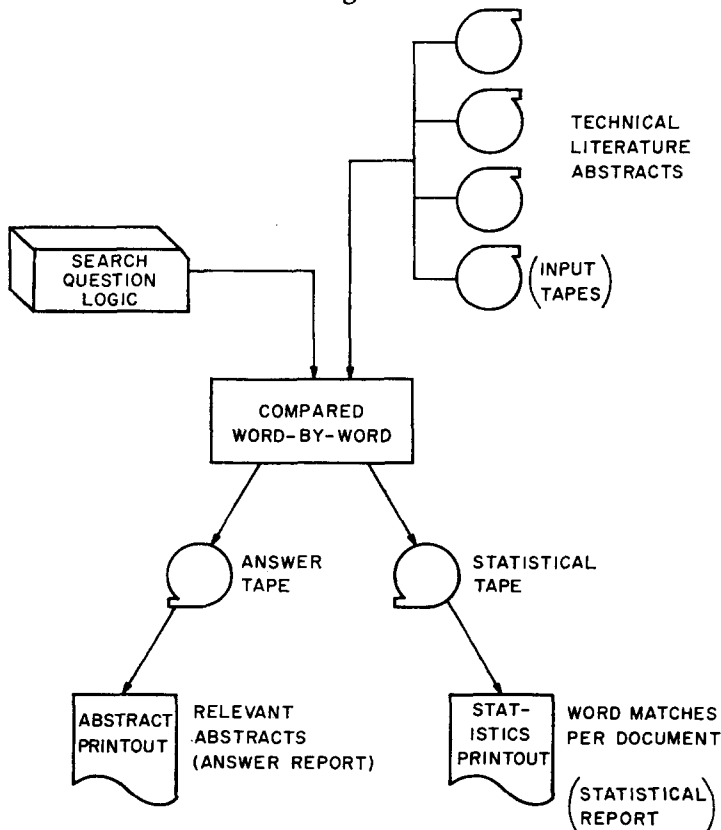 TECHNICAL
LITERATURE
ABSTRACTS
(INPUT
TAPES)
SEARCH
QUESTION
LOGIC
COMPARED
WORD-BY-WORD
ANSWER
TAPE
STATISTICAL
TAPE
ABSTRACT
PRINTOUT
RELEVANT
ABSTRACTS
(ANSWER REPORT)
STAT-
ISTICS
PRINTOUT
WORD MATCHES
PER DOCUMENT
(STATISTICAL
REPORT)